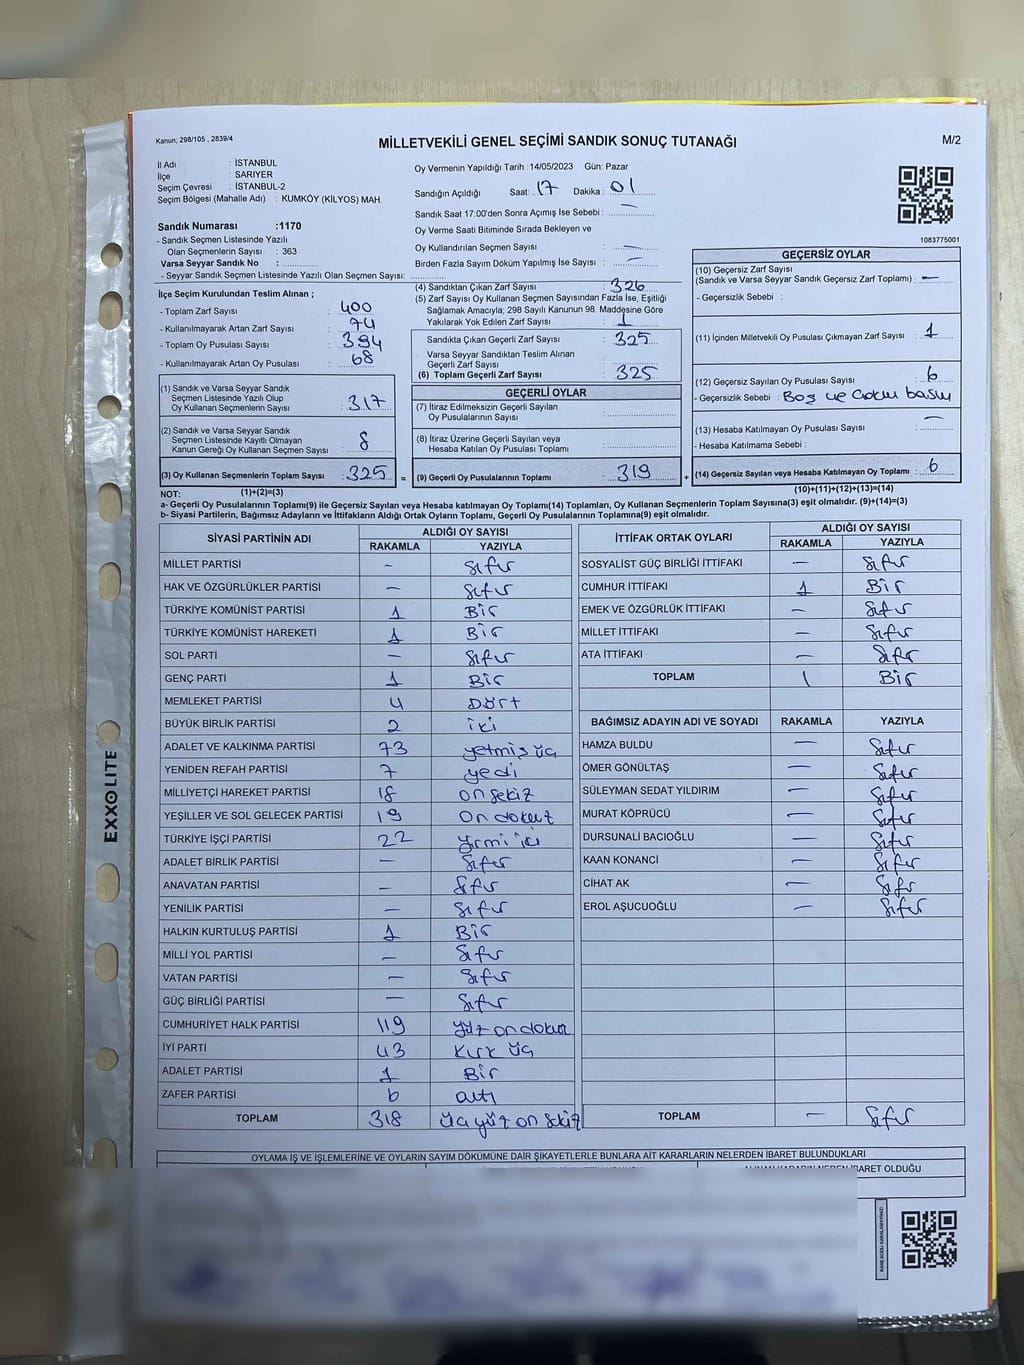 Kanun; 298/105 , 2839/4
MİLLETVEKİLİ GENEL SEÇİMİ SANDIK SONUÇ TUTANAĞI
M/2
İl Adı : İSTANBUL
İlçe : SARIYER
Seçim Çevresi : İSTANBUL-2
Seçim Bölgesi (Mahalle Adı) : KUMKÖY (KİLYOS) MAH.
Oy Vermenin Yapıldığı Tarih :14/05/2023 Gün: Pazar
Sandığın Açıldığı Saat: 17 Dakika : 01
Sandık Saat 17:00'den Sonra Açımış İse Sebebi : —
Oy Verme Saati Bitiminde Sırada Bekleyen ve
Oy Kullandırılan Seçmen Sayısı : —
Birden Fazla Sayım Döküm Yapılmış İse Sayısı : —
1083775001
Sandık Numarası :1170
- Sandık Seçmen Listesinde Yazılı
Olan Seçmenlerin Sayısı : 363
Varsa Seyyar Sandık No :
- Seyyar Sandık Seçmen Listesinde Yazılı Olan Seçmen Sayısı:
İlçe Seçim Kurulundan Teslim Alınan ;
- Toplam Zarf Sayısı : 400
- Kullanılmayarak Artan Zarf Sayısı : 74
- Toplam Oy Pusulası Sayısı : 394
- Kullanılmayarak Artan Oy Pusulası : 68
(1) Sandık ve Varsa Seyyar Sandık
Seçmen Listesinde Yazılı Olup
Oy Kullanan Seçmenlerin Sayısı : 317
(2) Sandık ve Varsa Seyyar Sandık
Seçmen Listesinde Kayıtlı Olmayan
Kanun Gereği Oy Kullanan Seçmen Sayısı : 8
(3) Oy Kullanan Seçmenlerin Toplam Sayısı : 325 =
(4) Sandıktan Çıkan Zarf Sayısı : 326
(5) Zarf Sayısı Oy Kullanan Seçmen Sayısından Fazla İse, Eşitliği
Sağlamak Amacıyla; 298 Sayılı Kanunun 98. Maddesine Göre
Yakılarak Yok Edilen Zarf Sayısı : 1
Sandıkta Çıkan Geçerli Zarf Sayısı : 325
Varsa Seyyar Sandıktan Teslim Alınan
Geçerli Zarf Sayısı :
(6) Toplam Geçerli Zarf Sayısı : 325
GEÇERLİ OYLAR
(7) İtiraz Edilmeksizin Geçerli Sayılan
Oy Pusulalarının Sayısı :
(8) İtiraz Üzerine Geçerli Sayılan veya
Hesaba Katılan Oy Pusulası Toplamı :
(9) Geçerli Oy Pusulalarının Toplamı : 319 +
GEÇERSİZ OYLAR
(10) Geçersiz Zarf Sayısı
(Sandık ve Varsa Seyyar Sandık Geçersiz Zarf Toplamı) : —
- Geçersizlik Sebebi :
(11) İçinden Milletvekili Oy Pusulası Çıkmayan Zarf Sayısı : 1
(12) Geçersiz Sayılan Oy Pusulası Sayısı : 6
- Geçersizlik Sebebi : Boş ve Çoklu basım
(13) Hesaba Katılmayan Oy Pusulası Sayısı : —
- Hesaba Katılmama Sebebi :
(14) Geçersiz Sayılan veya Hesaba Katılmayan Oy Toplamı : 6
NOT: (1)+(2)=(3) (10)+(11)+(12)+(13)=(14)
a- Geçerli Oy Pusulalarının Toplamı(9) ile Geçersiz Sayılan veya Hesaba katılmayan Oy Toplamı(14) Toplamları, Oy Kullanan Seçmenlerin Toplam Sayısına(3) eşit olmalıdır. (9)+(14)=(3)
b- Siyasi Partilerin, Bağımsız Adayların ve İttifakların Aldığı Ortak Oyların Toplamı, Geçerli Oy Pusulalarının Toplamına(9) eşit olmalıdır.
SİYASİ PARTİNİN ADI ALDIĞI OY SAYISI
RAKAMLA YAZIYLA
MİLLET PARTİSİ - sıfır
HAK VE ÖZGÜRLÜKLER PARTİSİ - sıfır
TÜRKİYE KOMÜNİST PARTİSİ 1 Bir
TÜRKİYE KOMÜNİST HAREKETİ 1 Bir
SOL PARTİ — sıfır
GENÇ PARTİ 1 Bir
MEMLEKET PARTİSİ 4 Dört
BÜYÜK BİRLİK PARTİSİ 2 iki
ADALET VE KALKINMA PARTİSİ 73 yetmiş üç
YENİDEN REFAH PARTİSİ 7 yedi
MİLLİYETÇİ HAREKET PARTİSİ 18 on sekiz
YEŞİLLER VE SOL GELECEK PARTİSİ 19 on dokuz
TÜRKİYE İŞÇİ PARTİSİ 22 yirmi iki
ADALET BİRLİK PARTİSİ — sıfır
ANAVATAN PARTİSİ — sıfır
YENİLİK PARTİSİ — sıfır
HALKIN KURTULUŞ PARTİSİ 1 Bir
MİLLİ YOL PARTİSİ — sıfır
VATAN PARTİSİ — sıfır
GÜÇ BİRLİĞİ PARTİSİ — sıfır
CUMHURİYET HALK PARTİSİ 119 yüz on dokuz
İYİ PARTİ 43 kırk üç
ADALET PARTİSİ 1 Bir
ZAFER PARTİSİ 6 altı
TOPLAM 318 üç yüz on sekiz
İTTİFAK ORTAK OYLARI ALDIĞI OY SAYISI
RAKAMLA YAZIYLA
SOSYALİST GÜÇ BİRLİĞİ İTTİFAKI — sıfır
CUMHUR İTTİFAKI 1 Bir
EMEK VE ÖZGÜRLÜK İTTİFAKI — sıfır
MİLLET İTTİFAKI — sıfır
ATA İTTİFAKI — sıfır
TOPLAM 1 Bir
BAĞIMSIZ ADAYIN ADI VE SOYADI RAKAMLA YAZIYLA
HAMZA BULDU — sıfır
ÖMER GÖNÜLTAŞ — sıfır
SÜLEYMAN SEDAT YILDIRIM — sıfır
MURAT KÖPRÜCÜ — sıfır
DURSUNALİ BACIOĞLU — sıfır
KAAN KONANCİ — sıfır
CİHAT AK — sıfır
EROL AŞUCUOĞLU — sıfır
TOPLAM — sıfır
OYLAMA İŞ VE İŞLEMLERİNE VE OYLARIN SAYIM DÖKÜMÜNE DAİR ŞİKAYETLERLE BUNLARA AİT KARARLARIN NELERDEN İBARET BULUNDUKLARI
ALINAN KARARIN NEDEN İBARET OLDUĞU
EXXO LITE